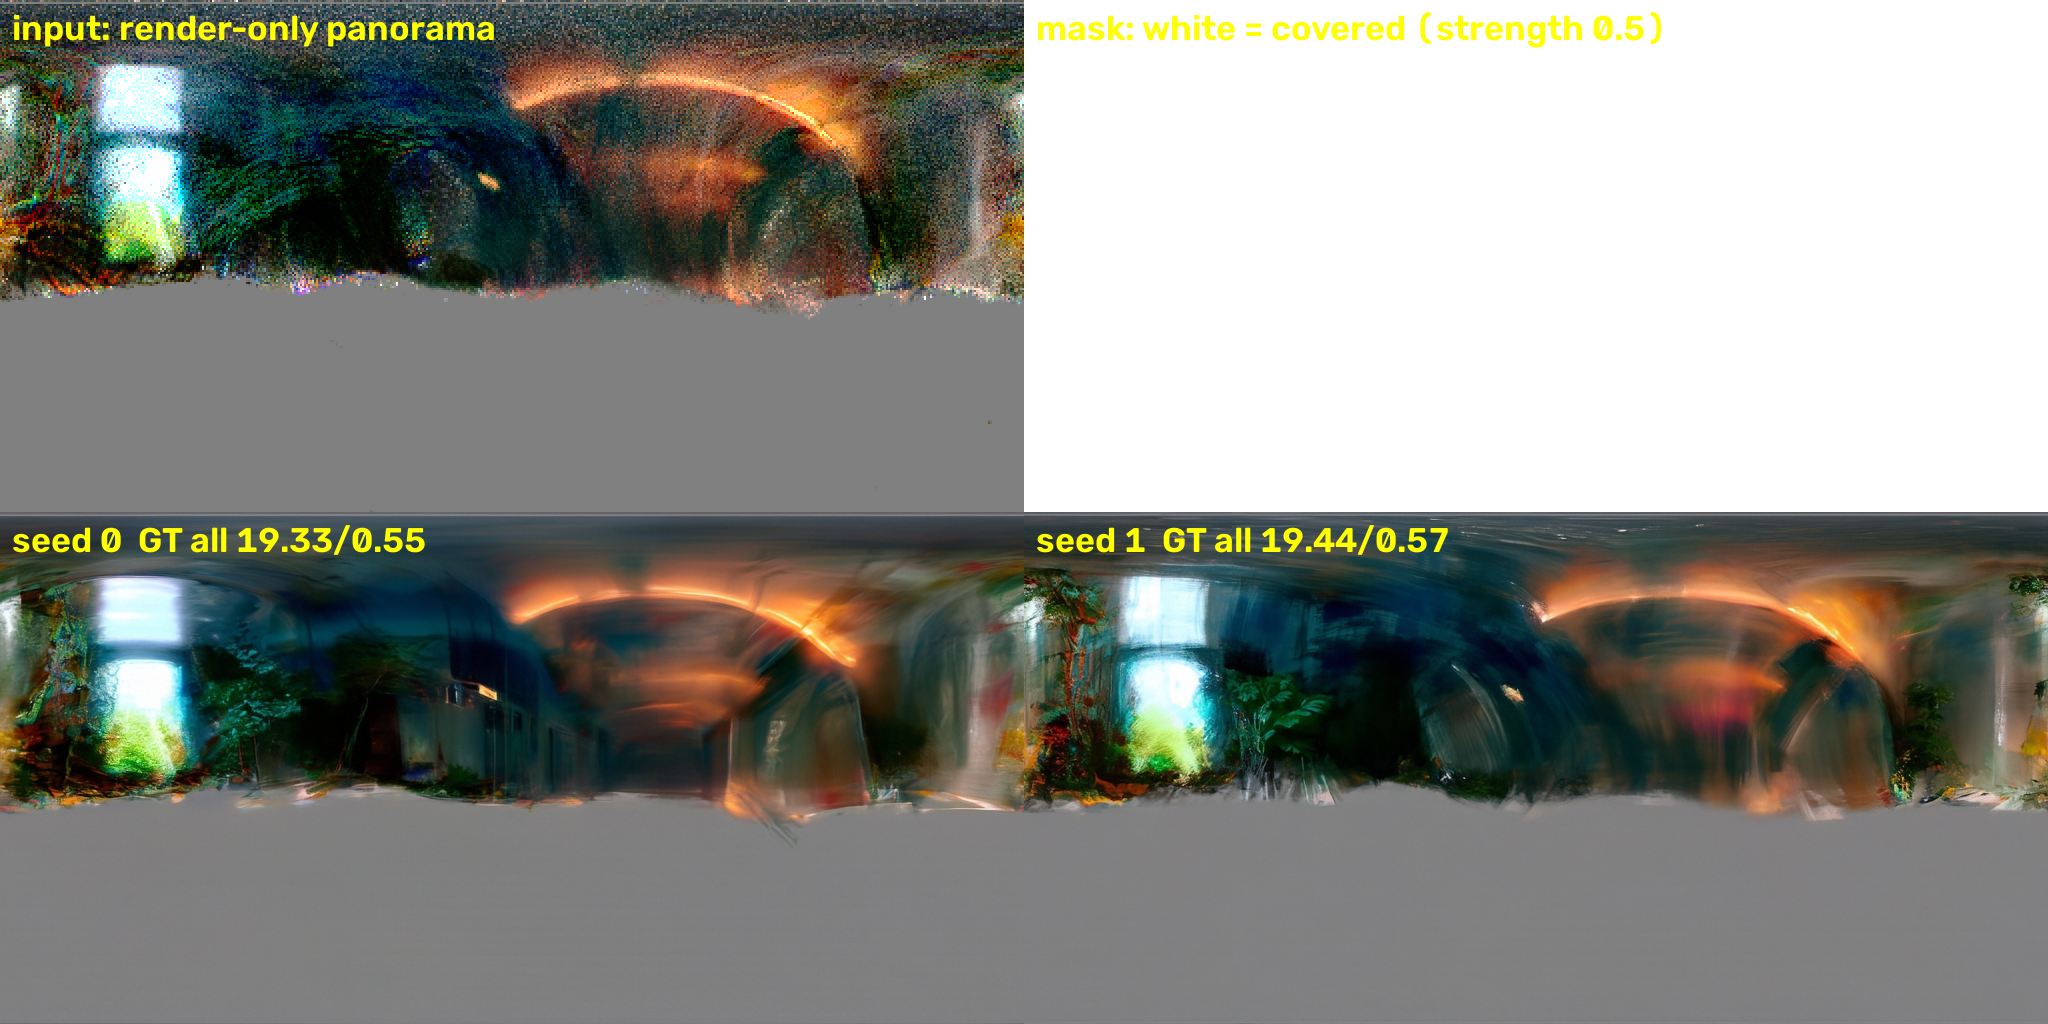 input: render-only panorama
mask: white = covered (strength 0.5)
seed 0 GT all 19.33/0.55
seed 1 GT all 19.44/0.57